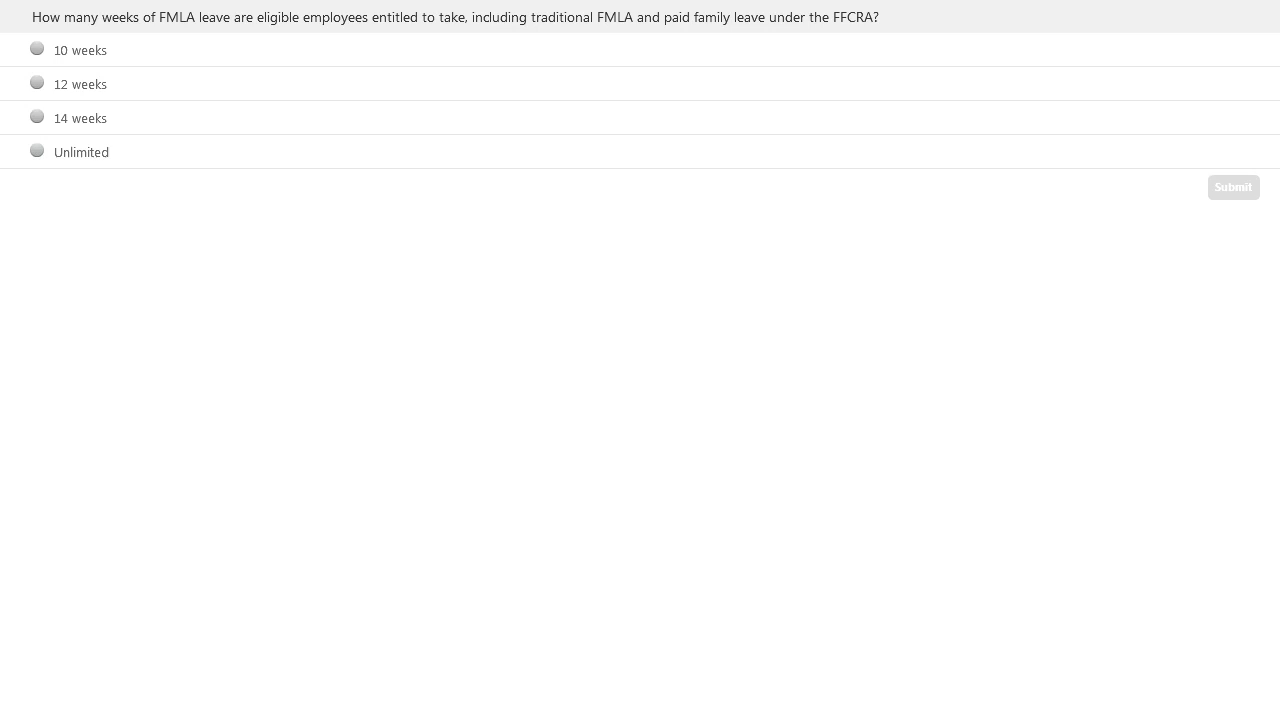 How many weeks of FMLA leave are eligible employees entitled to take, including traditional FMLA and paid family leave under the FFCRA?
10 weeks
12 weeks
14 weeks
Unlimited
Submit